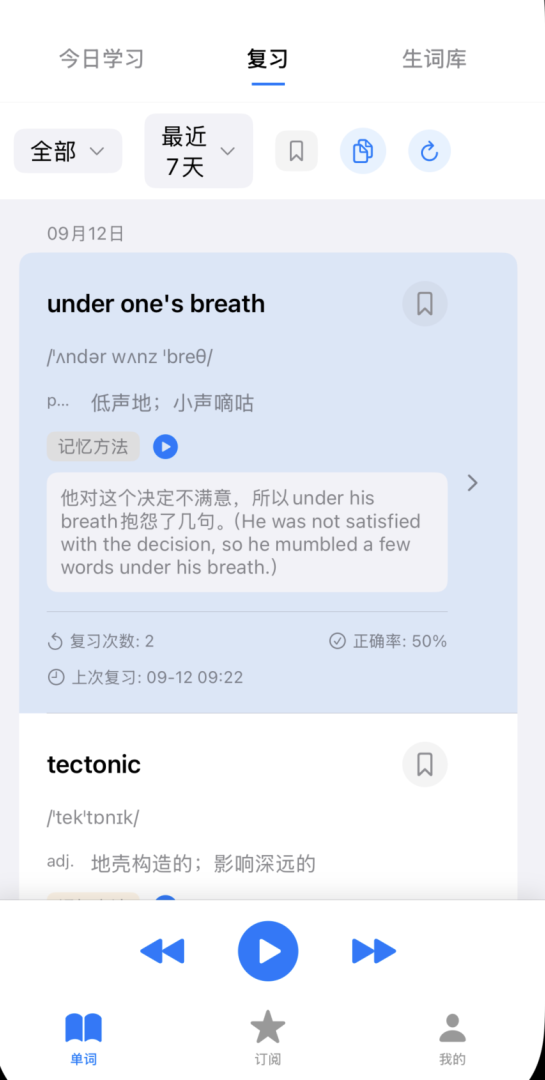 今日学习
复习
生词库
全部
最近
7天
09月12日
under one's breath
/'ʌndər wʌnz 'breθ/
p...
低声地；小声嘀咕
记忆方法
他对这个决定不满意，所以under his
breath抱怨了几句。(He was not satisfied
with the decision, so he mumbled a few
words under his breath.)
复习次数: 2
正确率: 50%
上次复习: 09-12 09:22
tectonic
/'tek'tɒnɪk/
adj.
地壳构造的；影响深远的
单词
订阅
我的